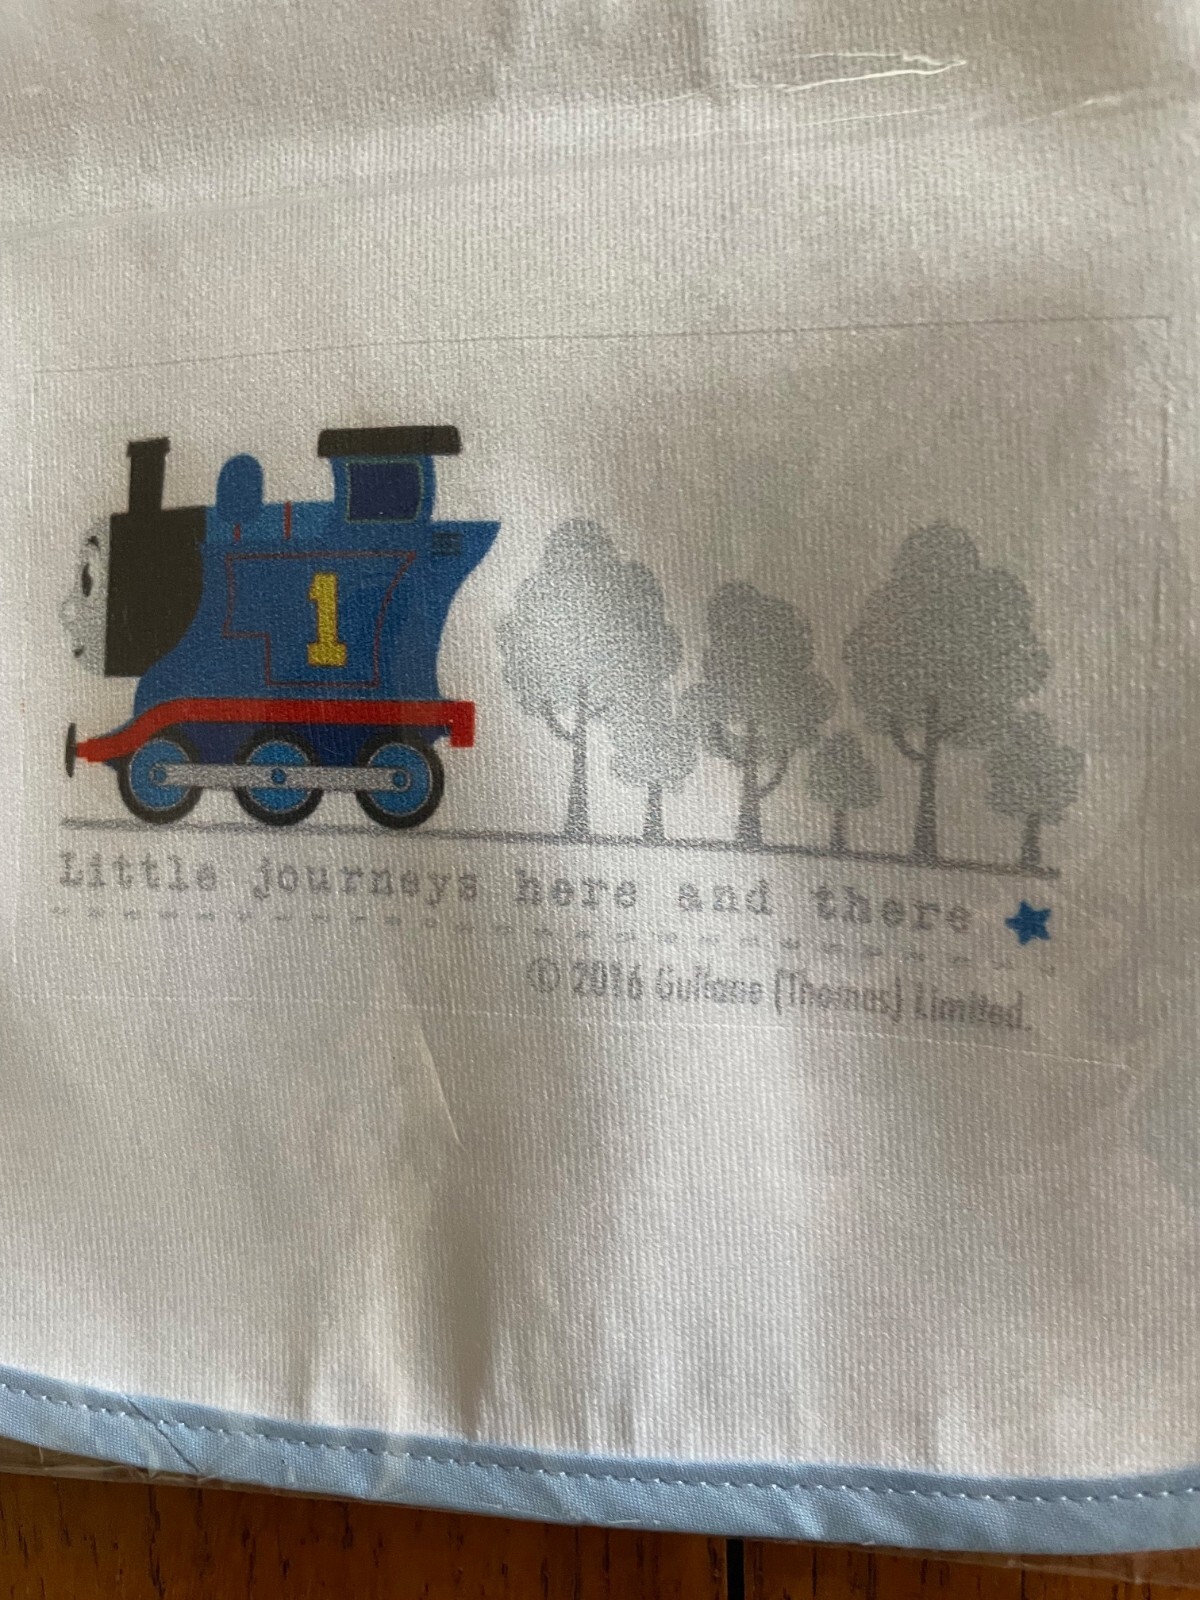 1
Little journeys here and there
© 2016 Gullane (Thomas) Limited.